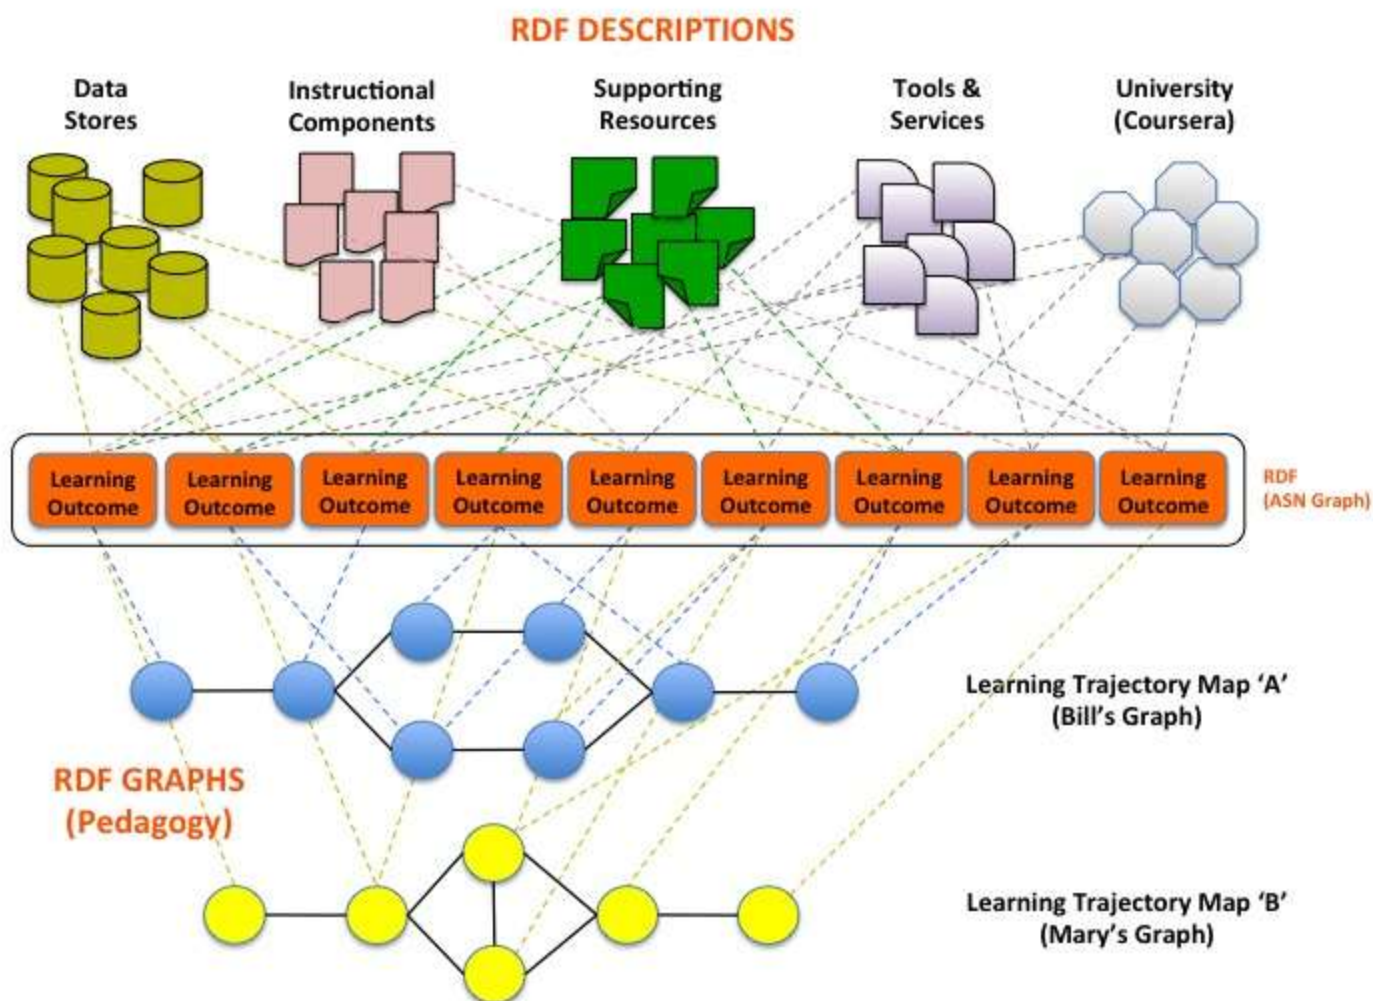 RDF DESCRIPTIONS
Data
Stores
Instructional
Components
Supporting
Resources
Tools &
Services
University
(Coursera)
Learning
Outcome
Learning
Outcome
Learning
Outcome
Learning
Outcome
Learning
Outcome
Learning
Outcome
Learning
Outcome
Learning
Outcome
Learning
Outcome
RDF
(ASN Graph)
Learning Trajectory Map ‘A’
(Bill’s Graph)
RDF GRAPHS
(Pedagogy)
Learning Trajectory Map ‘B’
(Mary’s Graph)